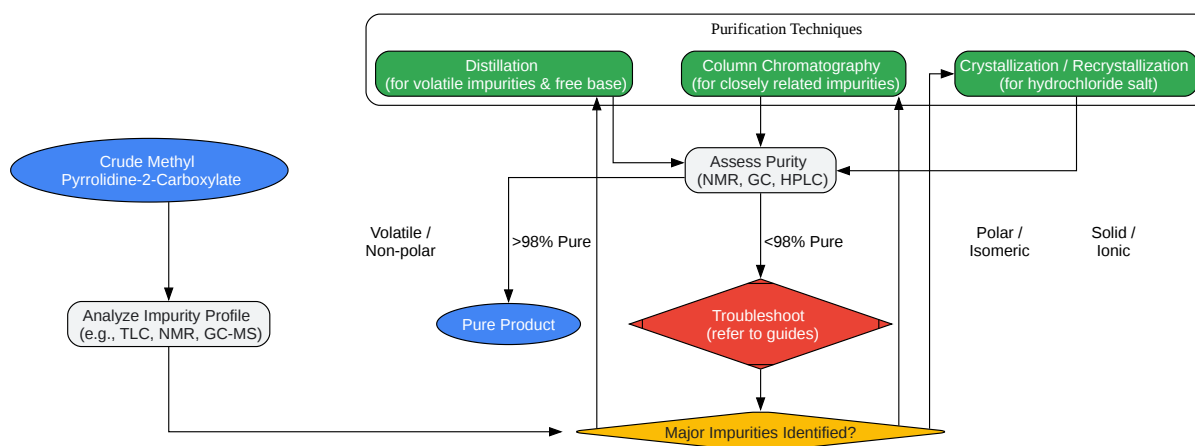 Purification Techniques
Distillation
(for volatile impurities & free base)
Column Chromatography
(for closely related impurities)
Crystallization / Recrystallization
(for hydrochloride salt)
Crude Methyl
Pyrrolidine-2-Carboxylate
Assess Purity
(NMR, GC, HPLC)
Volatile /
Non-polar
>98% Pure
<98% Pure
Polar /
Isomeric
Solid /
Ionic
Analyze Impurity Profile
(e.g., TLC, NMR, GC-MS)
Pure Product
Troubleshoot
(refer to guides)
Major Impurities Identified?